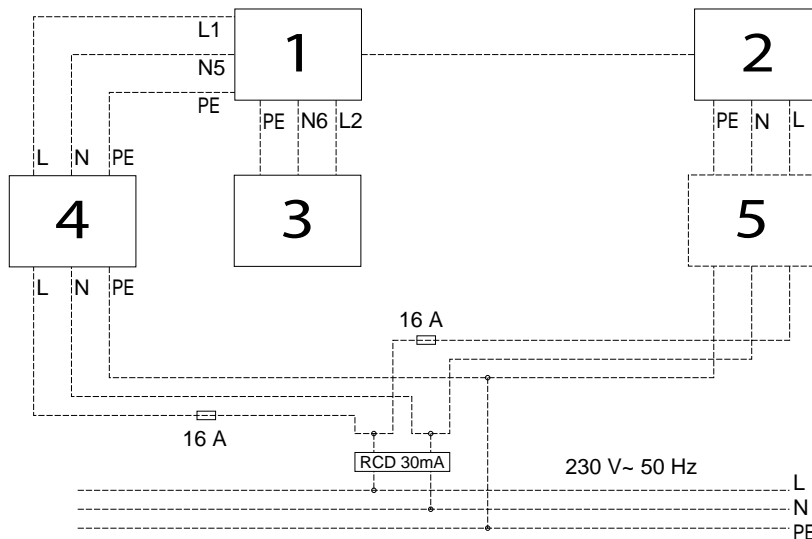 L1
1
2
N5
PE
PE N6 L2
PE N L
L N PE
4
3
5
L N PE
16 A
16 A
RCD 30mA
230 V~ 50 Hz
L
N
PE